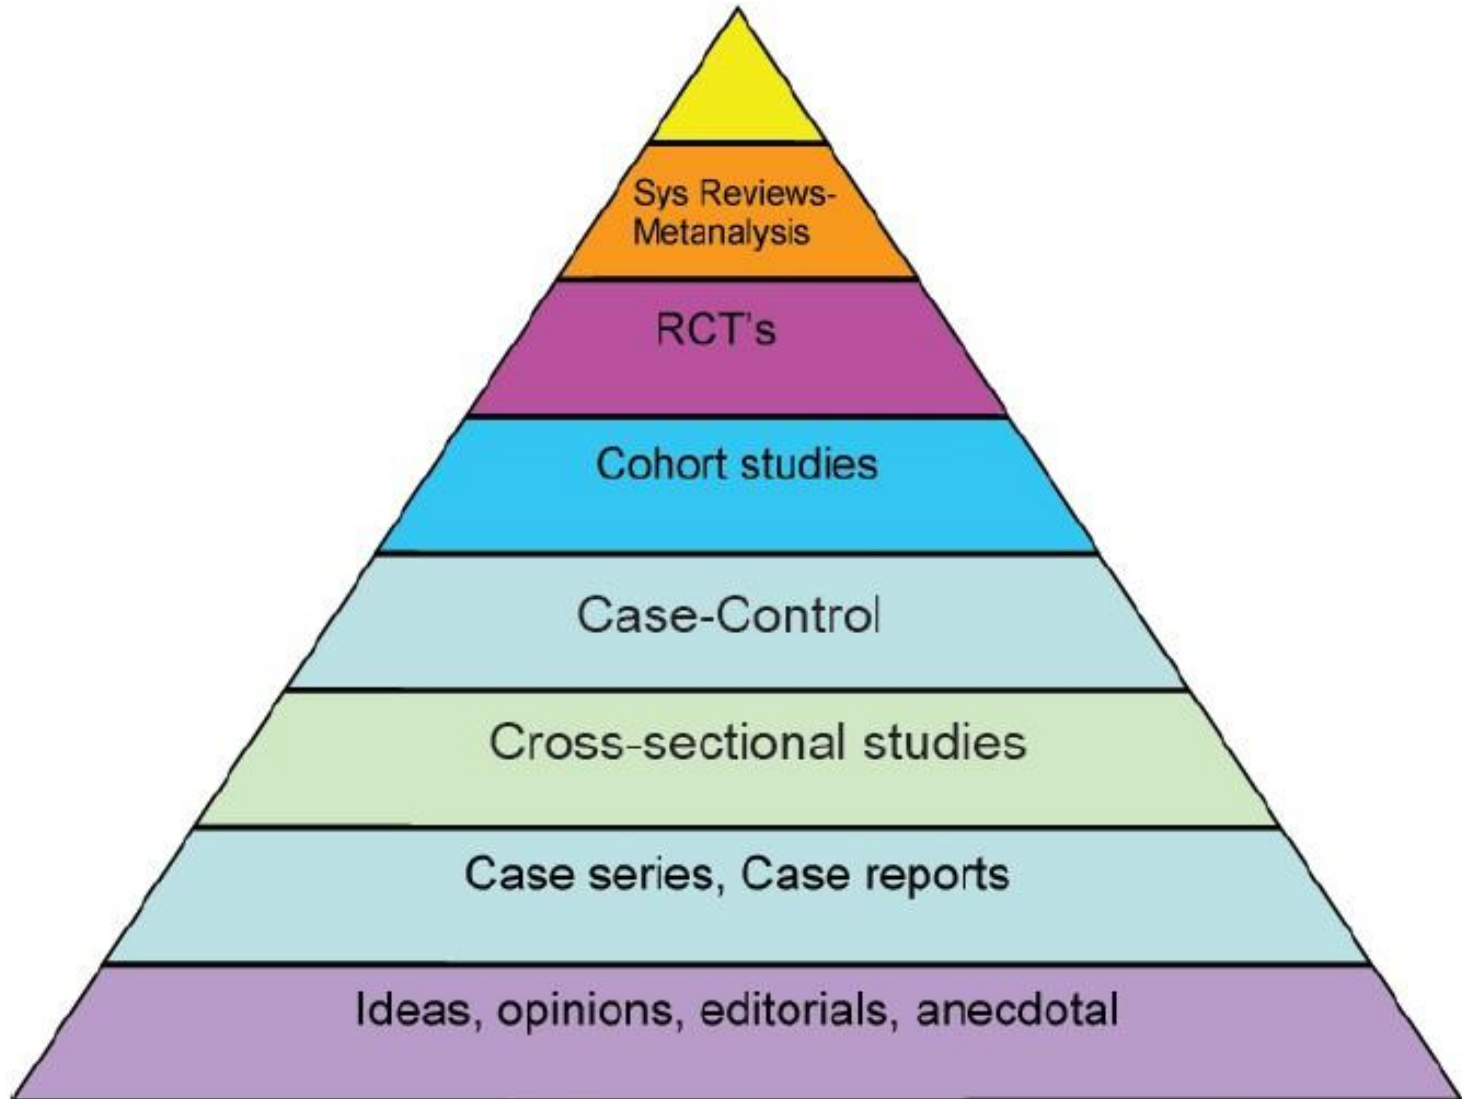 Sys Reviews-
Metanalysis
RCT's
Cohort studies
Case-Control
Cross-sectional studies
Case series, Case reports
Ideas, opinions, editorials, anecdotal